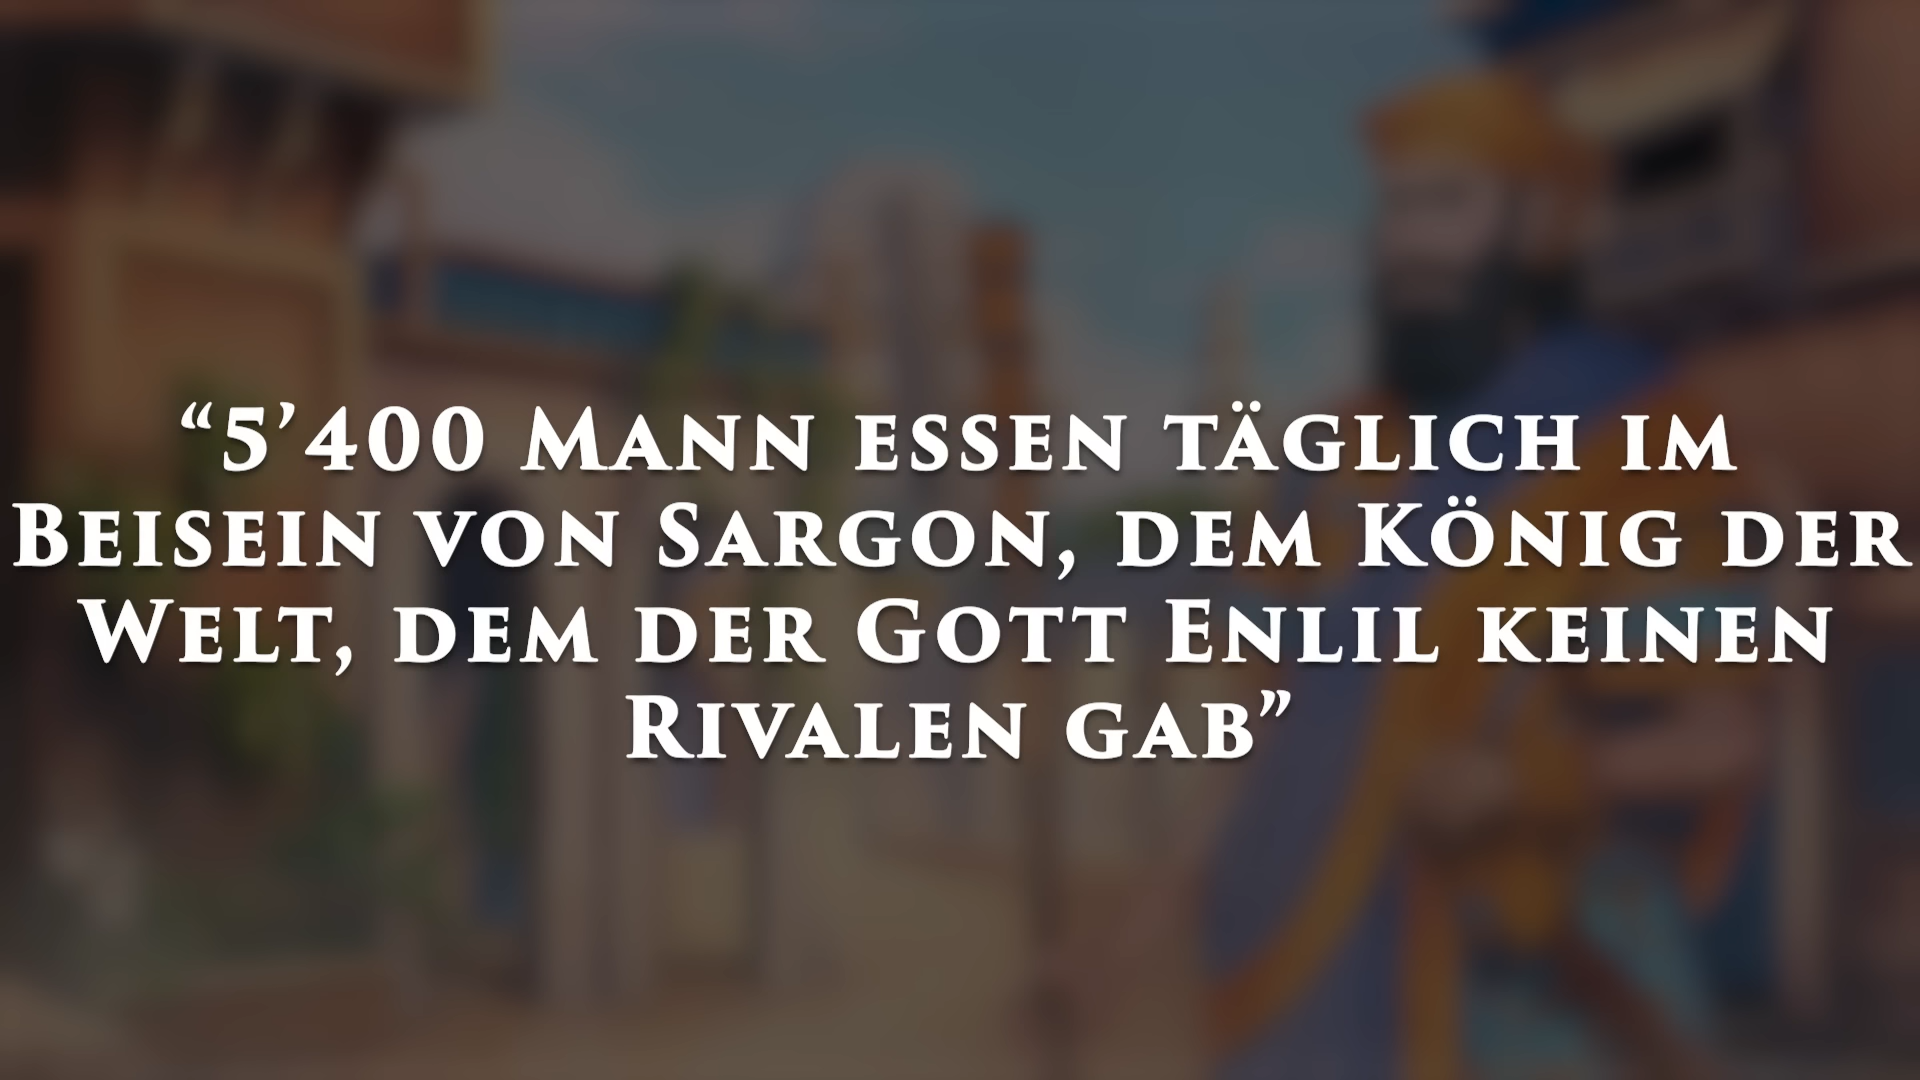 “5’400 Mann essen täglich im
Beisein von Sargon, dem König der
Welt, dem der Gott Enlil keinen
Rivalen gab”